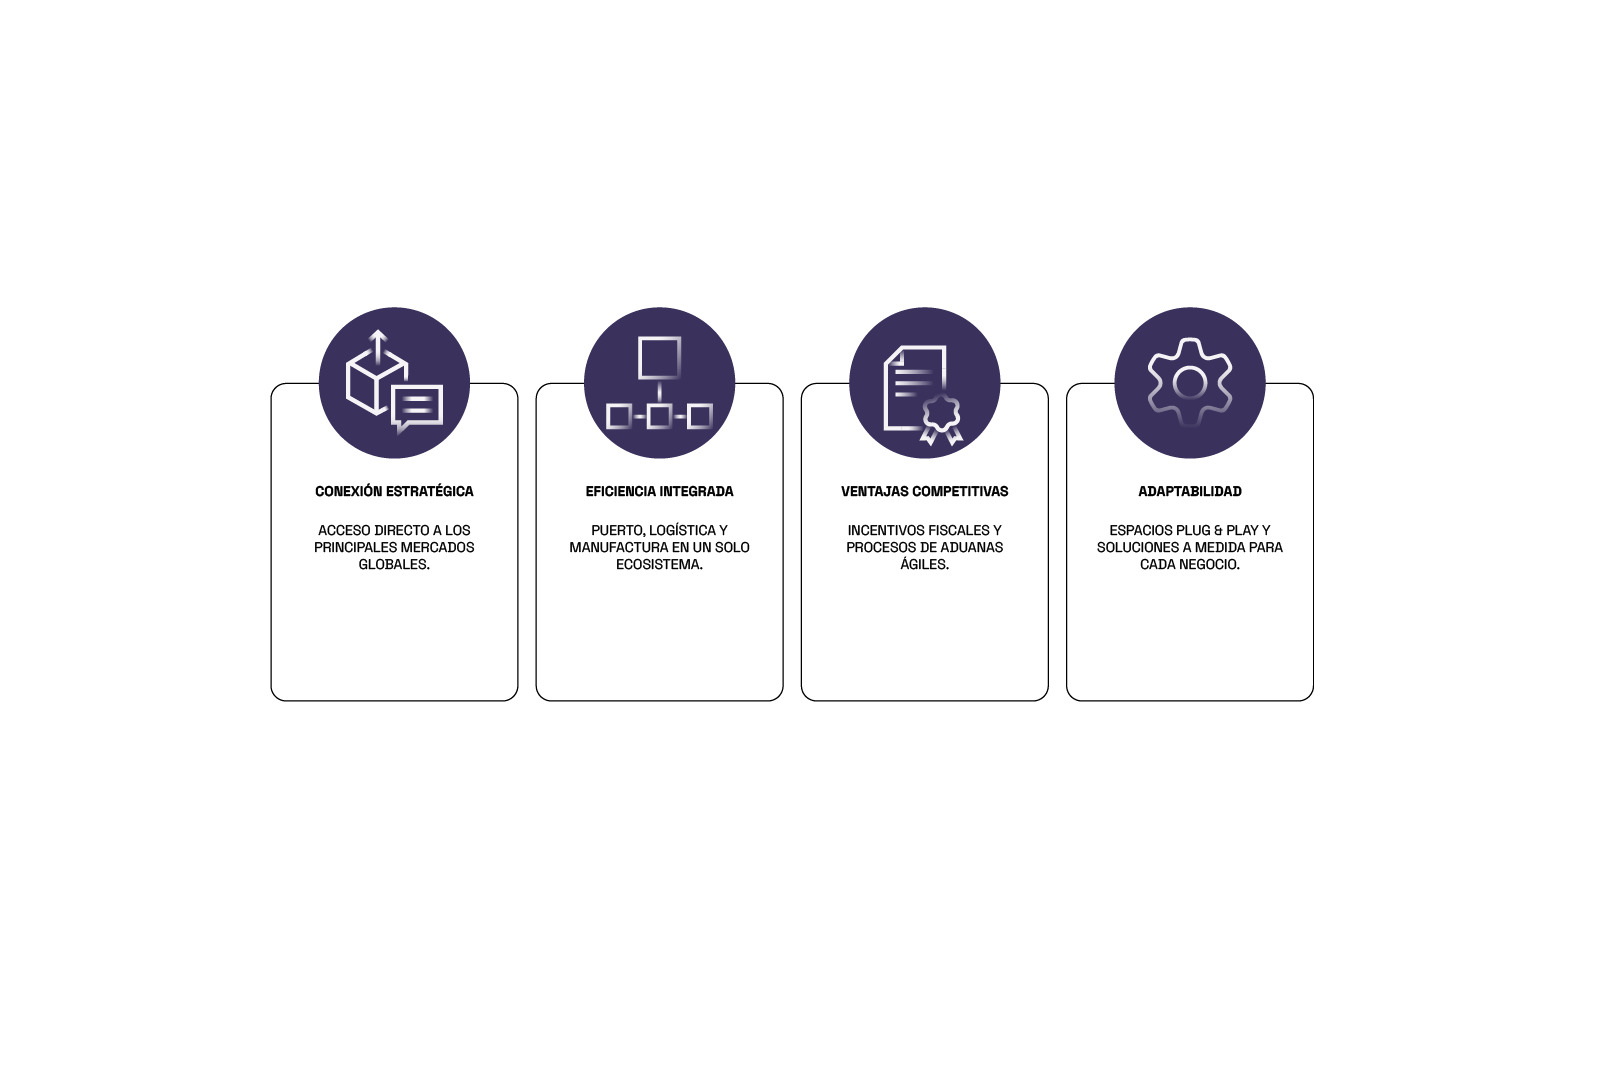 CONEXIÓN ESTRATÉGICA
ACCESO DIRECTO A LOS
PRINCIPALES MERCADOS
GLOBALES.
EFICIENCIA INTEGRADA
PUERTO, LOGÍSTICA Y
MANUFACTURA EN UN SOLO
ECOSISTEMA.
VENTAJAS COMPETITIVAS
INCENTIVOS FISCALES Y
PROCESOS DE ADUANAS
ÁGILES.
ADAPTABILIDAD
ESPACIOS PLUG & PLAY Y
SOLUCIONES A MEDIDA PARA
CADA NEGOCIO.